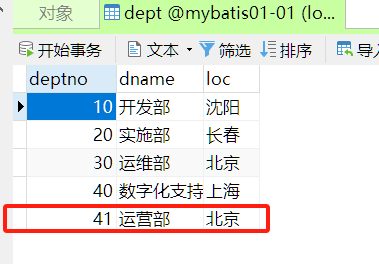 对象 dept @mybatis01-01 (lo...
开始事务 文本 筛选 排序 导
deptno dname loc
10 开发部 沈阳
20 实施部 长春
30 运维部 北京
40 数字化支持 上海
41 运营部 北京